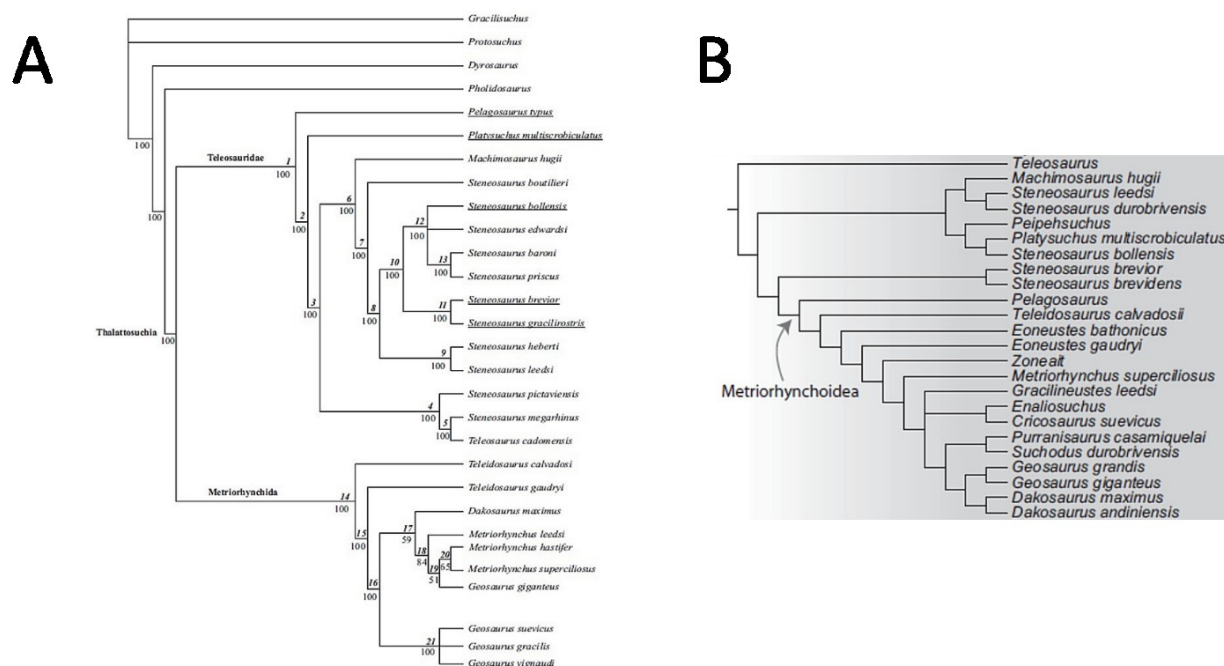 A
Gracilisuchus
Protosuchus
Dyrosaurus
Pholidosaurus
100
Pelagosaurus typus
Platysuchus multiscrobiculatus
Teleosauridae
1
100
Machimosaurus hugii
Steneosaurus boutilieri
6
100
Steneosaurus bollensis
100
2
100
12
100
Steneosaurus edwardsi
7
100
Steneosaurus baroni
10
100
13
100
Steneosaurus priscus
Steneosaurus brevior
3
100
8
100
11
100
Steneosaurus gracilirostris
Thalattosuchia
100
Steneosaurus heberti
9
100
Steneosaurus leedsi
Steneosaurus pictaviensis
4
100
Steneosaurus megarhinus
5
100
Teleosaurus cadomensis
Teleidosaurus calvadosi
Metriorhynchida
14
100
Teleidosaurus gaudryi
Dakosaurus maximus
15
100
17
59
Metriorhynchus leedsi
Metriorhynchus hastifer
18
84
20
65
Metriorhynchus superciliosus
19
51
16
100
Geosaurus giganteus
Geosaurus suevicus
21
100
Geosaurus gracilis
Geosaurus vignaudi
B
Teleosaurus
Machimosaurus hugii
Steneosaurus leedsi
Steneosaurus durobrivensis
Peipehsuchus
Platysuchus multiscrobiculatus
Steneosaurus bollensis
Steneosaurus brevior
Steneosaurus brevidens
Pelagosaurus
Teleidosaurus calvadosii
Eoneustes bathonicus
Eoneustes gaudryi
Zoneait
Metriorhynchus superciliosus
Metriorhynchoidea
Gracilineustes leedsi
Enaliosuchus
Cricosaurus suevicus
Purranisaurus casamiquelai
Suchodus durobrivensis
Geosaurus grandis
Geosaurus giganteus
Dakosaurus maximus
Dakosaurus andiniensis